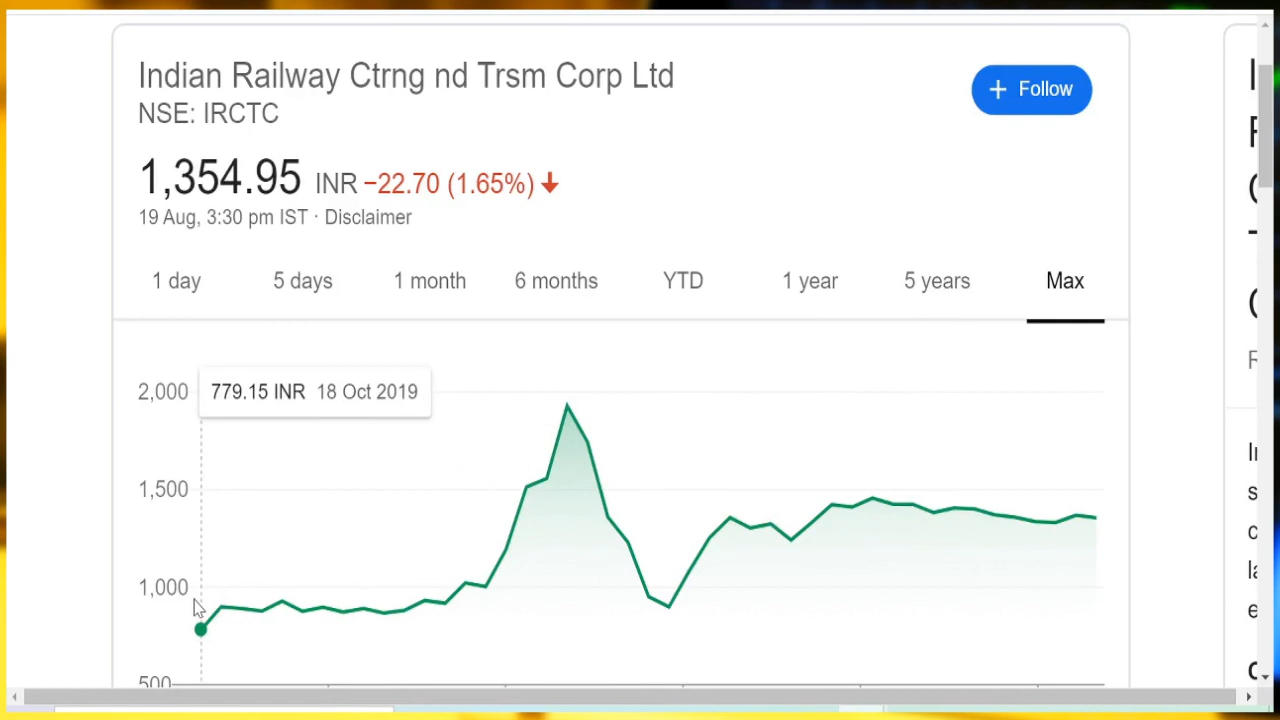 Indian Railway Ctrng nd Trsm Corp Ltd
NSE: IRCTC
+ Follow
1,354.95 INR −22.70 (1.65%) ↓
19 Aug, 3:30 pm IST · Disclaimer
1 day 5 days 1 month 6 months YTD 1 year 5 years Max
2,000
779.15 INR 18 Oct 2019
1,500
1,000
500